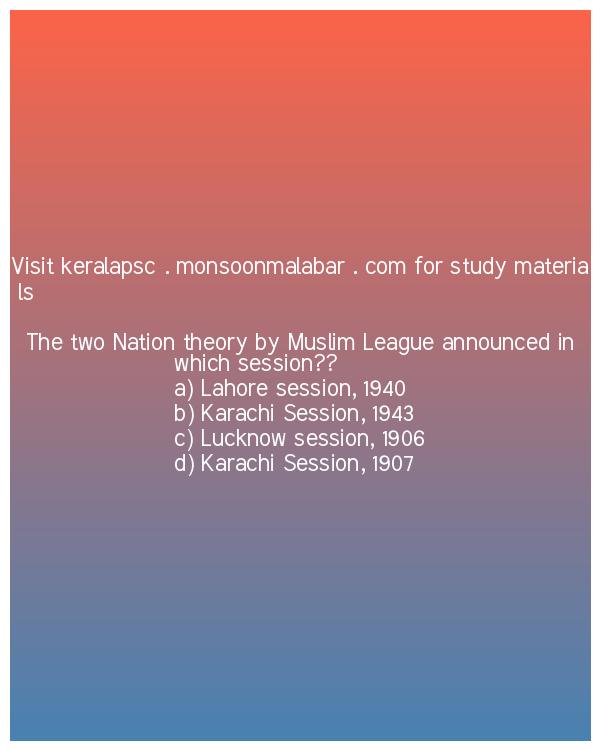 Visit keralapsc . monsoonmalabar . com for study materia
ls
The two Nation theory by Muslim League announced in
which session??
a) Lahore session, 1940
b) Karachi Session, 1943
c) Lucknow session, 1906
d) Karachi Session, 1907